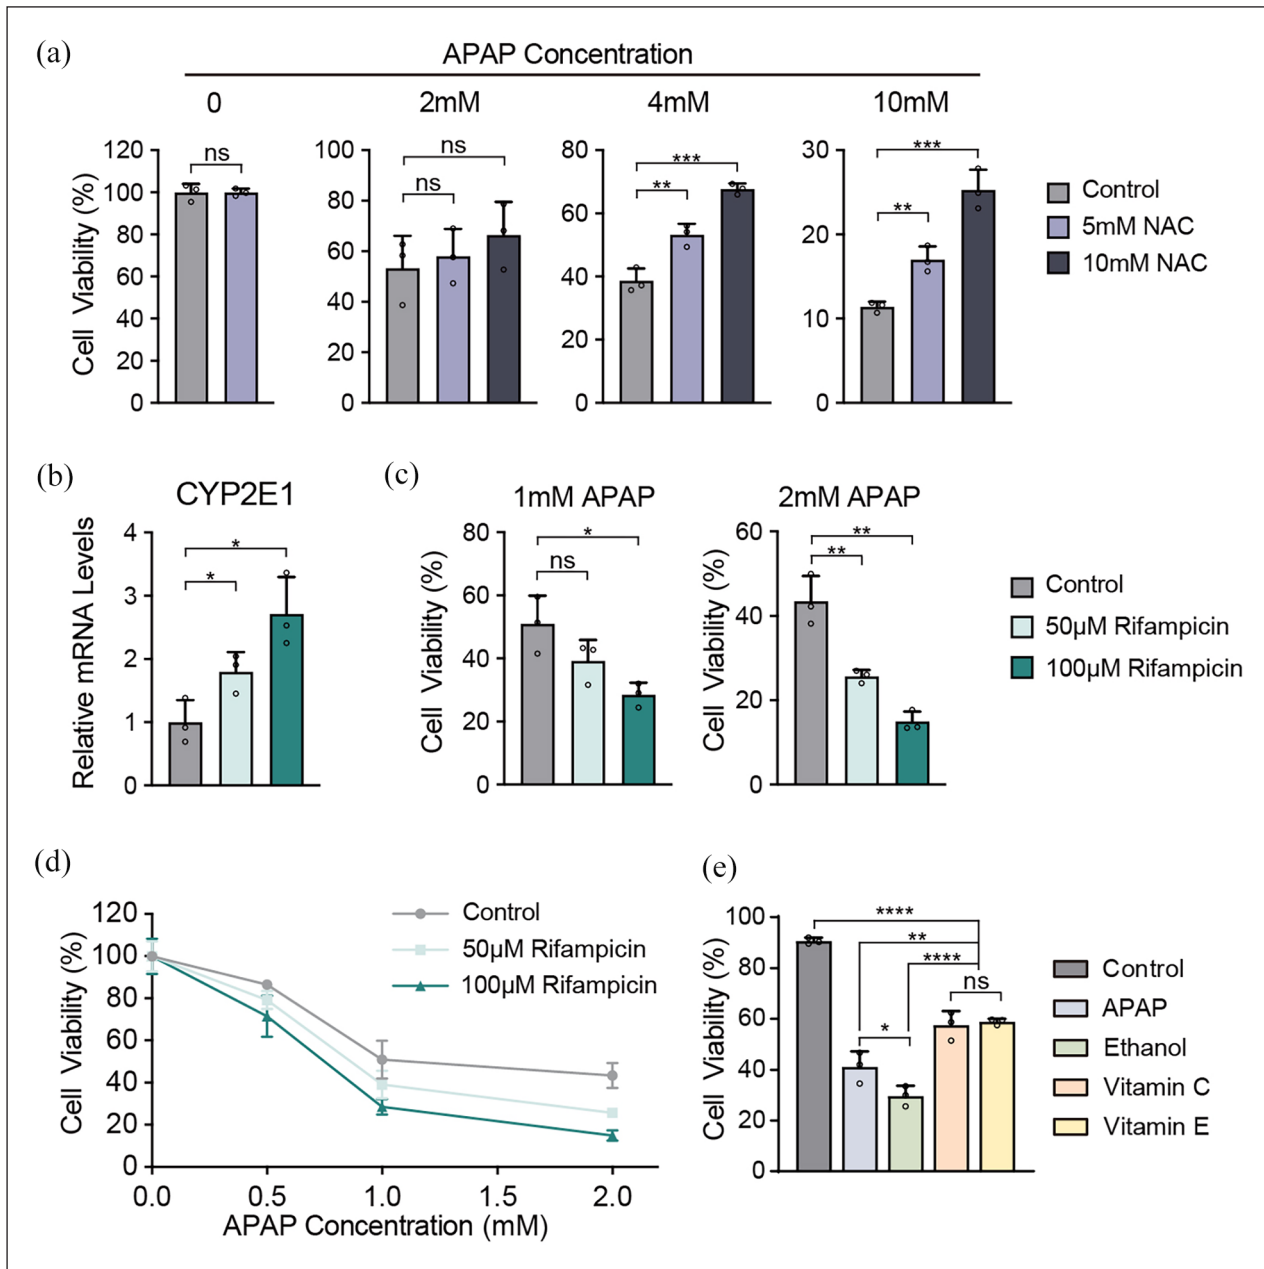 (a)
APAP Concentration
0 2mM 4mM 10mM
Cell Viability (%)
120
100
80
60
40
20
0
ns
100
80
60
40
20
0
ns
ns
80
60
40
20
0
**
***
30
20
10
0
**
***
Control
5mM NAC
10mM NAC
(b)
CYP2E1
Relative mRNA Levels
4
3
2
1
0
*
*
(c)
1mM APAP
Cell Viability (%)
80
60
40
20
0
*
ns
2mM APAP
Cell Viability (%)
60
40
20
0
**
**
Control
50µM Rifampicin
100µM Rifampicin
(d)
Cell Viability (%)
120
100
80
60
40
20
0
0.0 0.5 1.0 1.5 2.0
APAP Concentration (mM)
Control
50µM Rifampicin
100µM Rifampicin
(e)
Cell Viability (%)
100
80
60
40
20
0
****
**
****
ns
*
Control
APAP
Ethanol
Vitamin C
Vitamin E